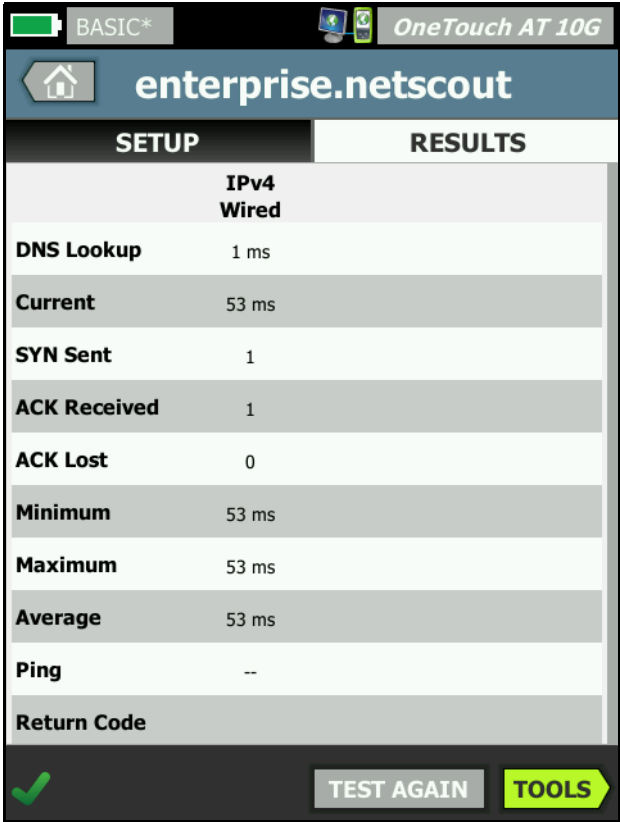 BASIC*
OneTouch AT 10G
enterprise.netscout
SETUP
RESULTS
IPv4
Wired
DNS Lookup 1 ms
Current 53 ms
SYN Sent 1
ACK Received 1
ACK Lost 0
Minimum 53 ms
Maximum 53 ms
Average 53 ms
Ping --
Return Code
TEST AGAIN
TOOLS